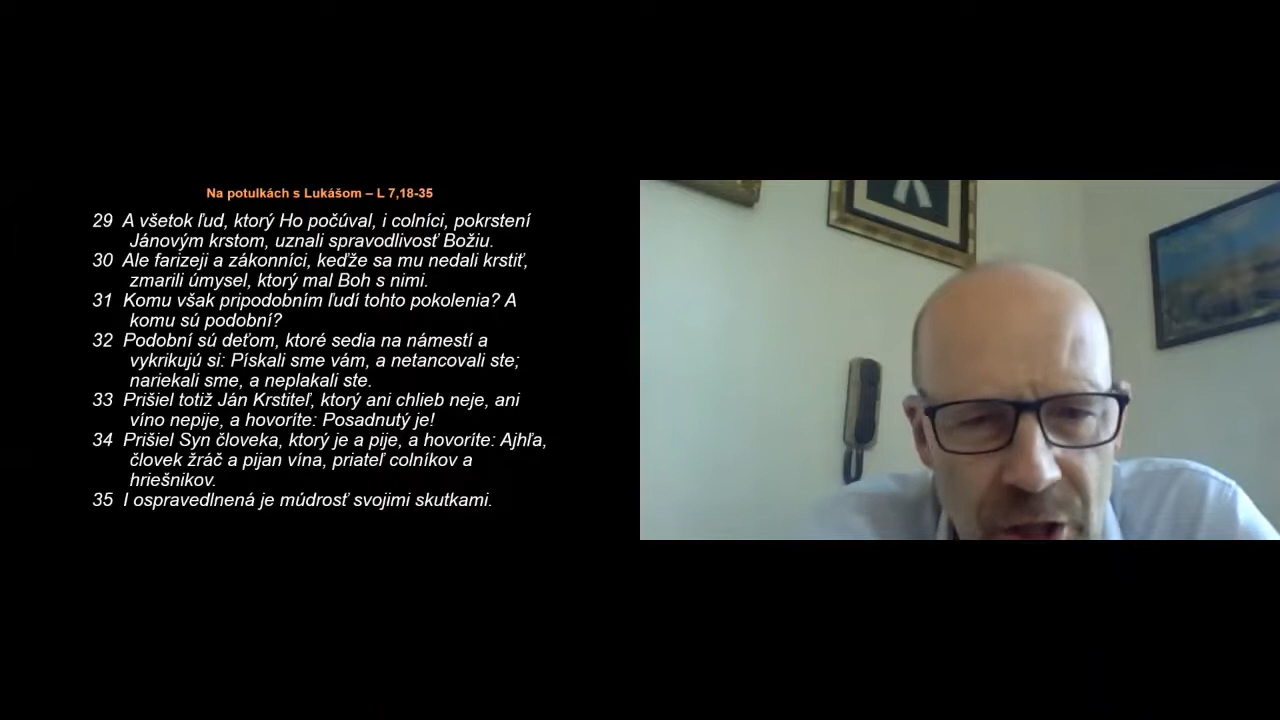 Na potulkách s Lukášom – L 7,18-35
29 A všetok ľud, ktorý Ho počúval, i colníci, pokrstení
Jánovým krstom, uznali spravodlivosť Božiu.
30 Ale farizeji a zákonníci, keďže sa mu nedali krstiť,
zmarili úmysel, ktorý mal Boh s nimi.
31 Komu však pripodobním ľudí tohto pokolenia? A
komu sú podobní?
32 Podobní sú deťom, ktoré sedia na námestí a
vykrikujú si: Pískali sme vám, a netancovali ste;
nariekali sme, a neplakali ste.
33 Prišiel totiž Ján Krstiteľ, ktorý ani chlieb neje, ani
víno nepije, a hovoríte: Posadnutý je!
34 Prišiel Syn človeka, ktorý je a pije, a hovoríte: Ajhľa,
človek žráč a pijan vína, priateľ colníkov a
hriešnikov.
35 I ospravedlnená je múdrosť svojimi skutkami.